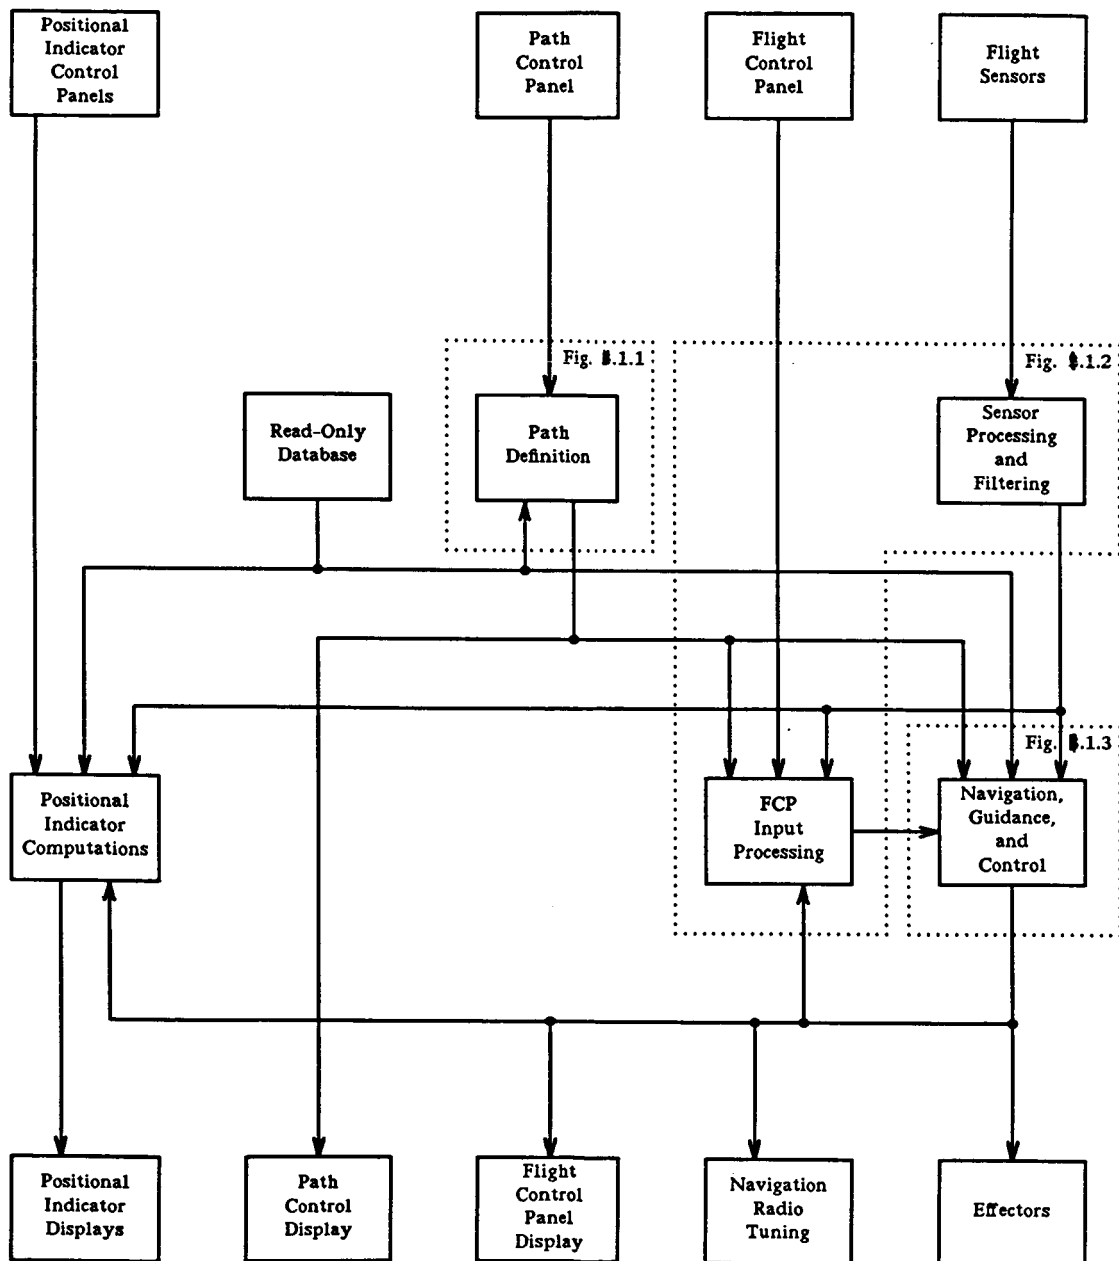 Positional
Indicator
Control
Panels
Path
Control
Panel
Flight
Control
Panel
Flight
Sensors
Fig. .1.1
Fig. .1.2
Read-Only
Database
Path
Definition
Sensor
Processing
and
Filtering
Fig. .1.3
Positional
Indicator
Computations
FCP
Input
Processing
Navigation,
Guidance,
and
Control
Positional
Indicator
Displays
Path
Control
Display
Flight
Control
Panel
Display
Navigation
Radio
Tuning
Effectors